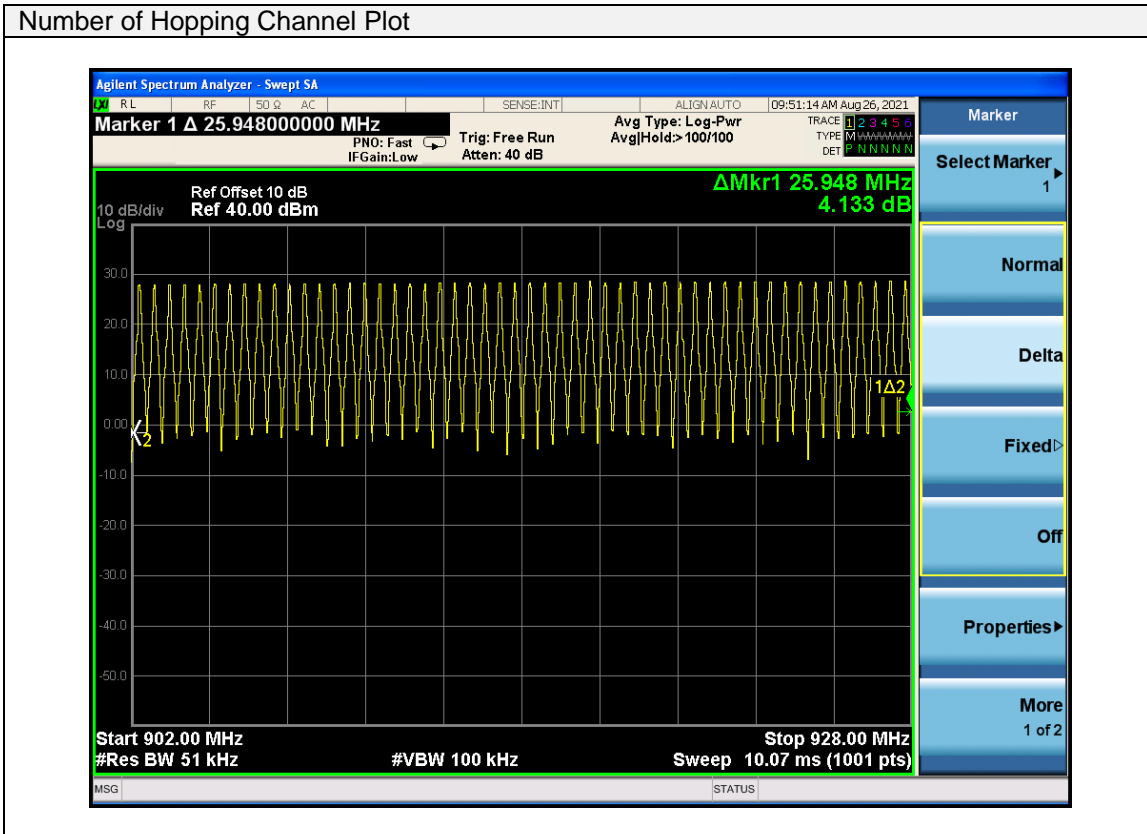 Number of Hopping Channel Plot
Agilent Spectrum Analyzer - Swept SA
LXI RL RF 50 Ω AC SENSE:INT ALIGNAUTO 09:51:14 AM Aug 26, 2021
Marker 1 Δ 25.948000000 MHz
PNO: Fast
IFGain:Low
Trig: Free Run
Atten: 40 dB
Avg Type: Log-Pwr
Avg|Hold:>100/100
TRACE 1 2 3 4 5 6
TYPE M WWWWW
DET P N N N N N
ΔMkr1 25.948 MHz
4.133 dB
Ref Offset 10 dB
10 dB/div Ref 40.00 dBm
Log
30.0
20.0
10.0
0.00
-10.0
-20.0
-30.0
-40.0
-50.0
1Δ2
2
Start 902.00 MHz Stop 928.00 MHz
#Res BW 51 kHz #VBW 100 kHz Sweep 10.07 ms (1001 pts)
MSG STATUS
Marker
Select Marker
1
Normal
Delta
Fixed
Off
Properties
More
1 of 2